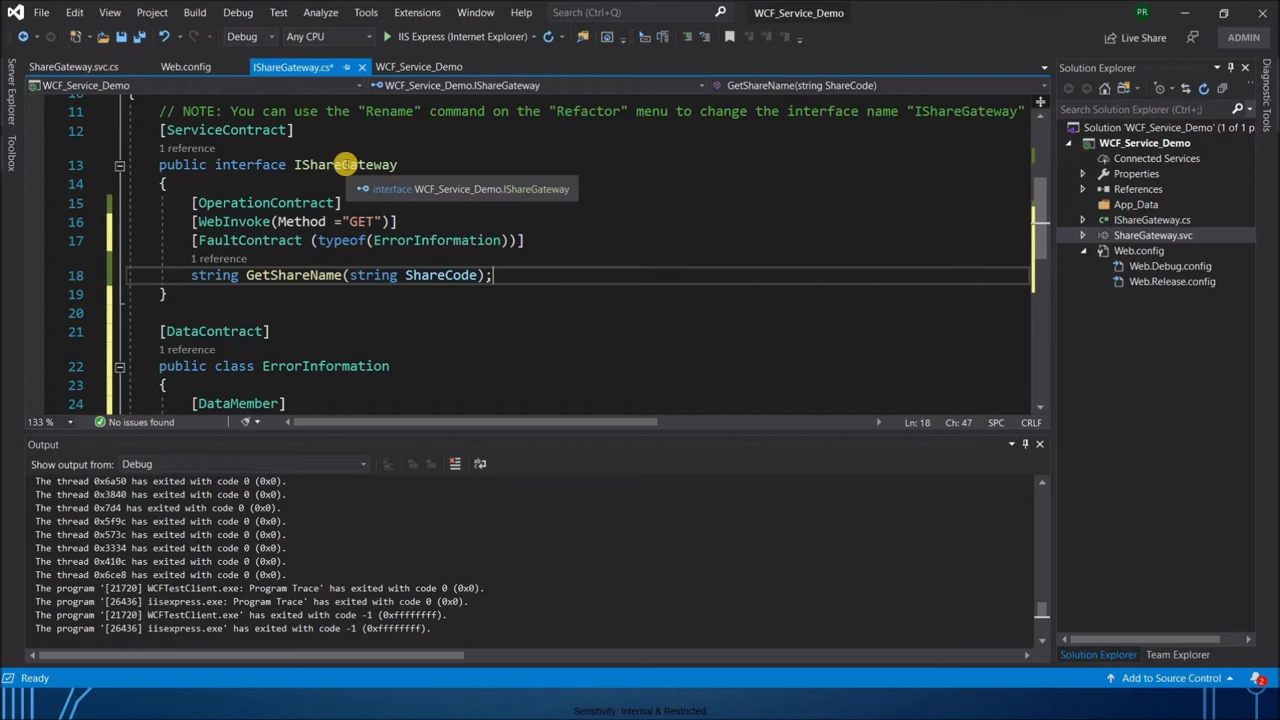 File Edit View Project Build Debug Test Analyze Tools Extensions Window Help Search (Ctrl+Q) WCF_Service_Demo PR
Debug Any CPU IIS Express (Internet Explorer) Live Share ADMIN
ShareGateway.svc.cs Web.config IShareGateway.cs* WCF_Service_Demo
WCF_Service_Demo WCF_Service_Demo.IShareGateway GetShareName(string ShareCode)
11 // NOTE: You can use the "Rename" command on the "Refactor" menu to change the interface name "IShareGateway"
12 [ServiceContract]
1 reference
13 public interface IShareGateway
14 {
interface WCF_Service_Demo.IShareGateway
15 [OperationContract]
16 [WebInvoke(Method ="GET")]
17 [FaultContract (typeof(ErrorInformation))]
1 reference
18 string GetShareName(string ShareCode);
19 }
20
21 [DataContract]
1 reference
22 public class ErrorInformation
23 {
24 [DataMember]
133 % No issues found Ln: 18 Ch: 47 SPC CRLF
Output
Show output from: Debug
The thread 0x6a50 has exited with code 0 (0x0).
The thread 0x3840 has exited with code 0 (0x0).
The thread 0x7d4 has exited with code 0 (0x0).
The thread 0x5f9c has exited with code 0 (0x0).
The thread 0x573c has exited with code 0 (0x0).
The thread 0x3334 has exited with code 0 (0x0).
The thread 0x410c has exited with code 0 (0x0).
The thread 0x6ce8 has exited with code 0 (0x0).
The program '[21720] WCFTestClient.exe: Program Trace' has exited with code 0 (0x0).
The program '[26436] iisexpress.exe: Program Trace' has exited with code 0 (0x0).
The program '[21720] WCFTestClient.exe' has exited with code -1 (0xffffffff).
The program '[26436] iisexpress.exe' has exited with code -1 (0xffffffff).
Server Explorer
Toolbox
Solution Explorer
Search Solution Explorer (Ctrl+;)
Solution 'WCF_Service_Demo' (1 of 1 p
WCF_Service_Demo
Connected Services
Properties
References
App_Data
IShareGateway.cs
ShareGateway.svc
Web.config
Web.Debug.config
Web.Release.config
Solution Explorer Team Explorer
Diagnostic Tools
Ready Add to Source Control 2
Sensitivity: Internal & Restricted